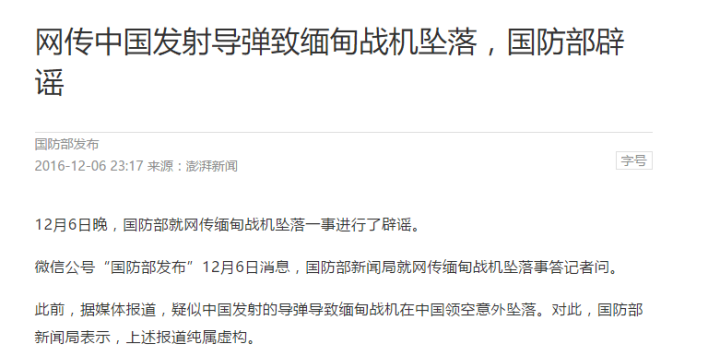 网传中国发射导弹致缅甸战机坠落，国防部辟
谣
国防部发布
2016-12-06 23:17 来源：澎湃新闻
字号
12月6日晚，国防部就网传缅甸战机坠落一事进行了辟谣。
微信公号“国防部发布”12月6日消息，国防部新闻局就网传缅甸战机坠落事答记者问。
此前，据媒体报道，疑似中国发射的导弹导致缅甸战机在中国领空意外坠落。对此，国防部
新闻局表示，上述报道纯属虚构。